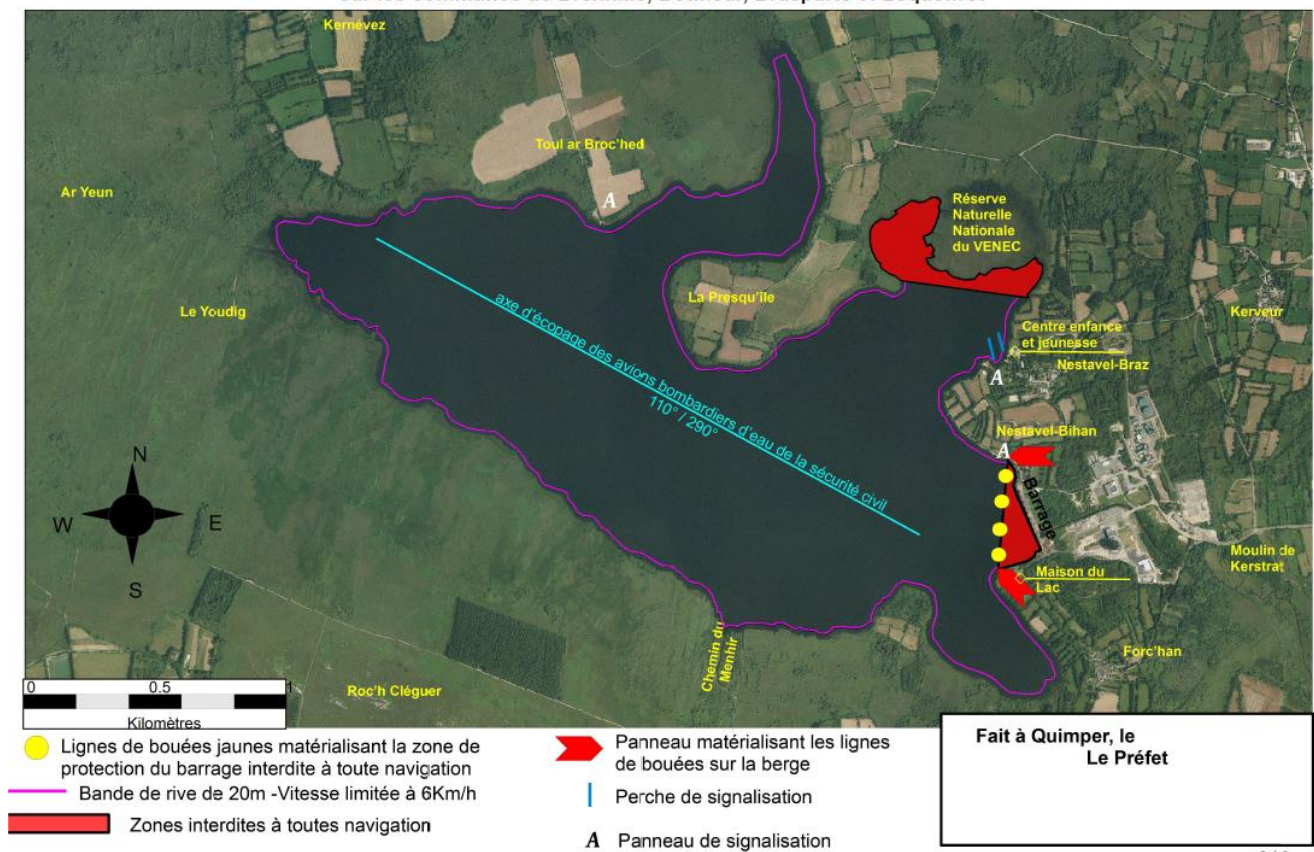 Kernévez
Toul ar Broc'hed
Ar Yeun
A
Réserve
Naturelle
Nationale
du VENEC
La Presqu'île
Le Youdig
Kerveur
Centre enfance
et jeunesse
Nestavel-Braz
A
axe d'écopage des avions bombardiers d'eau de la sécurité civil
110° / 290°
Nestavel-Bihan
A
Barrage
N
W
E
S
Moulin de
Kerstrat
Maison du
Lac
Forc'han
Chemin du
Menhir
Roc'h Cléguer
0 0.5 1
Kilomètres
Lignes de bouées jaunes matérialisant la zone de
protection du barrage interdite à toute navigation
Bande de rive de 20m -Vitesse limitée à 6Km/h
Zones interdites à toutes navigation
Panneau matérialisant les lignes
de bouées sur la berge
Perche de signalisation
A Panneau de signalisation
Fait à Quimper, le
Le Préfet